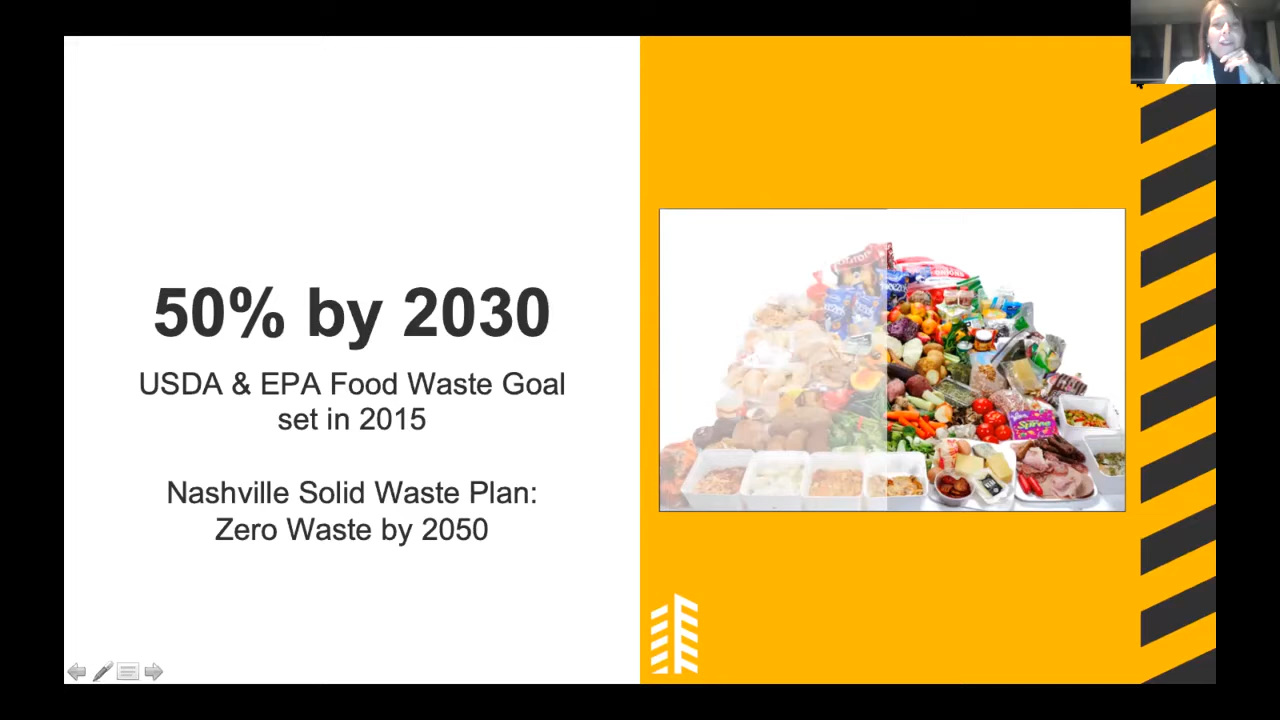 50% by 2030
USDA & EPA Food Waste Goal
set in 2015
Nashville Solid Waste Plan:
Zero Waste by 2050